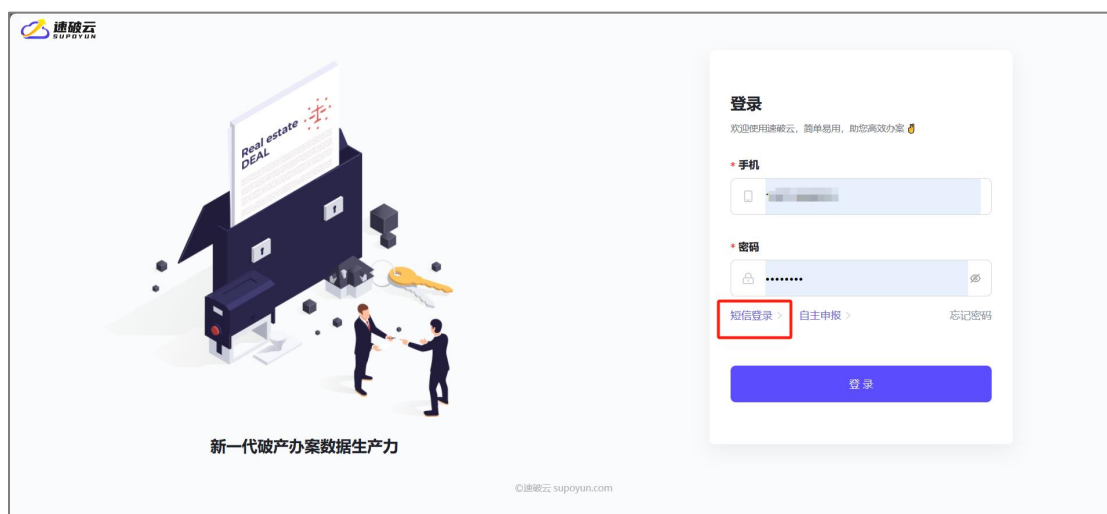 速破云
SUPOYUN
Real estate
DEAL
登录
欢迎使用速破云，简单易用，助您高效办案
* 手机
* 密码
短信登录 >
自主申报 >
忘记密码
登 录
新一代破产办案数据生产力
©速破云 supoyun.com